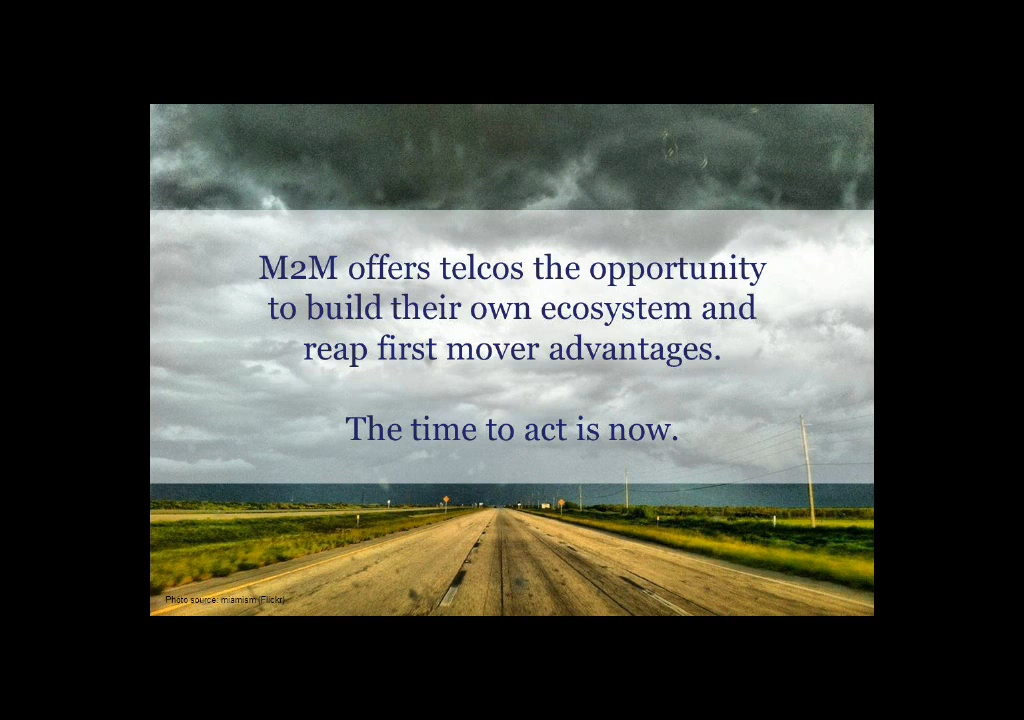 M2M offers telcos the opportunity
to build their own ecosystem and
reap first mover advantages.
The time to act is now.
Photo source: miamism (Flickr)